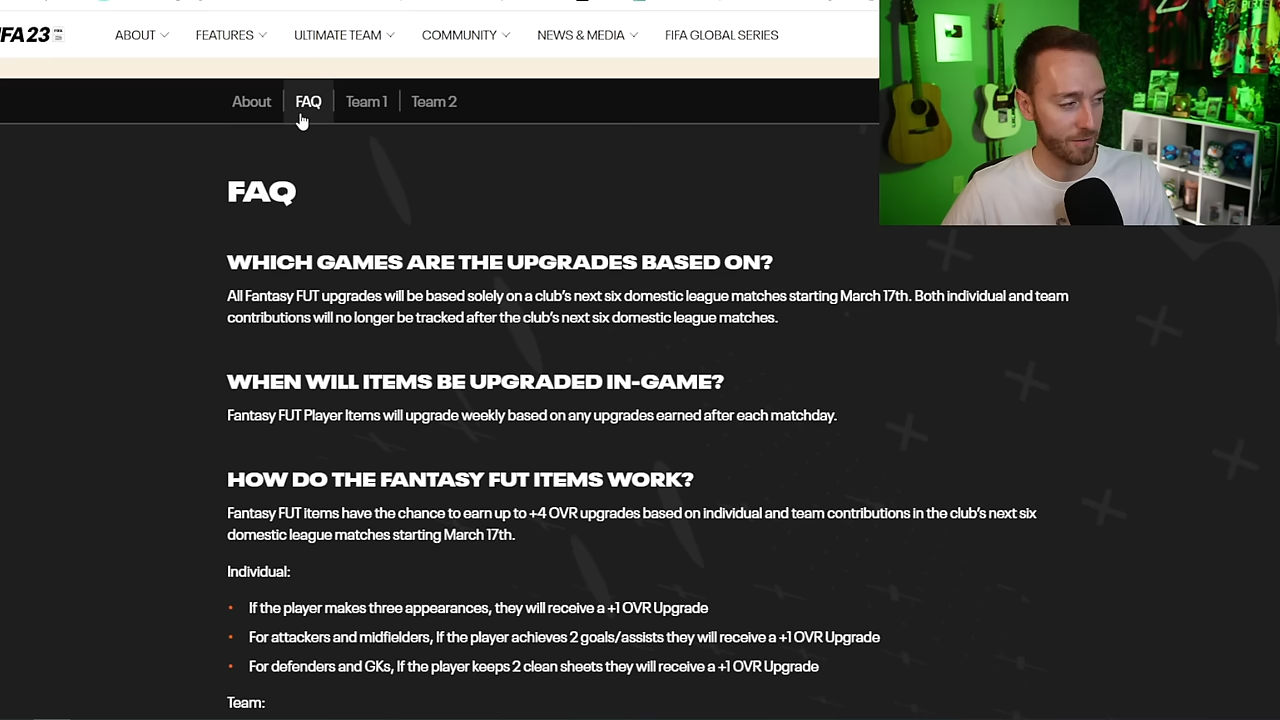 FA 23
ABOUT FEATURES ULTIMATE TEAM COMMUNITY NEWS & MEDIA FIFA GLOBAL SERIES
About FAQ Team 1 Team 2
FAQ
WHICH GAMES ARE THE UPGRADES BASED ON?
All Fantasy FUT upgrades will be based solely on a club's next six domestic league matches starting March 17th. Both individual and team
contributions will no longer be tracked after the club's next six domestic league matches.
WHEN WILL ITEMS BE UPGRADED IN-GAME?
Fantasy FUT Player Items will upgrade weekly based on any upgrades earned after each matchday.
HOW DO THE FANTASY FUT ITEMS WORK?
Fantasy FUT items have the chance to earn up to +4 OVR upgrades based on individual and team contributions in the club's next six
domestic league matches starting March 17th.
Individual:
• If the player makes three appearances, they will receive a +1 OVR Upgrade
• For attackers and midfielders, If the player achieves 2 goals/assists they will receive a +1 OVR Upgrade
• For defenders and GKs, If the player keeps 2 clean sheets they will receive a +1 OVR Upgrade
Team: